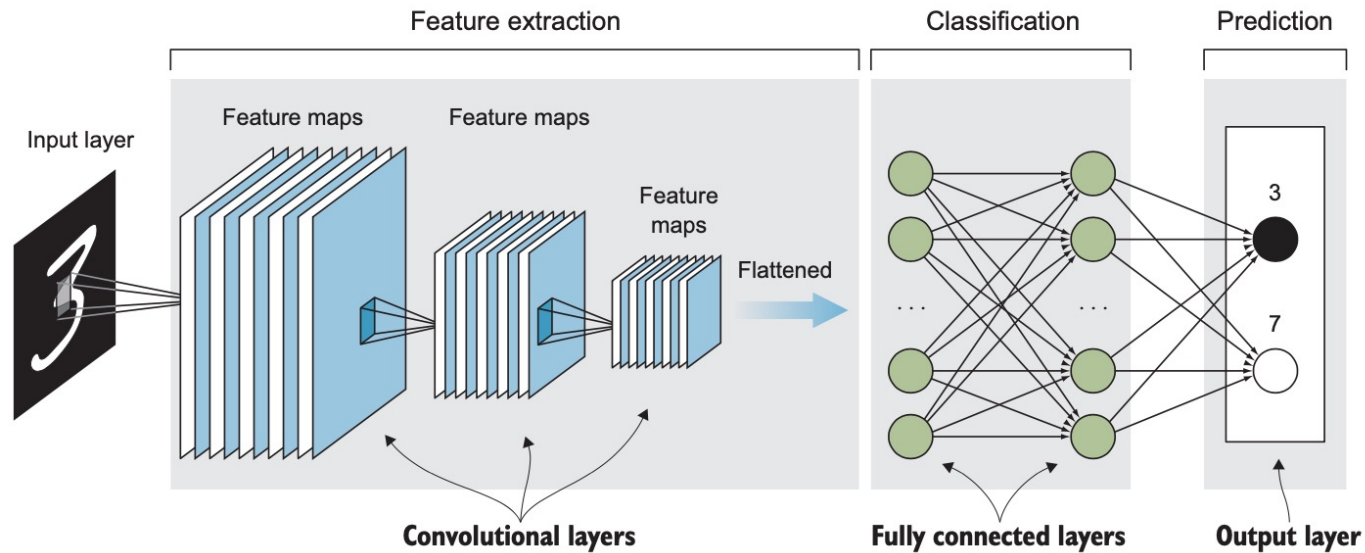 Feature extraction
Classification
Prediction
Input layer
Feature maps
Feature maps
Feature
maps
Flattened
3
3
7
. . .
. . .
Convolutional layers
Fully connected layers
Output layer